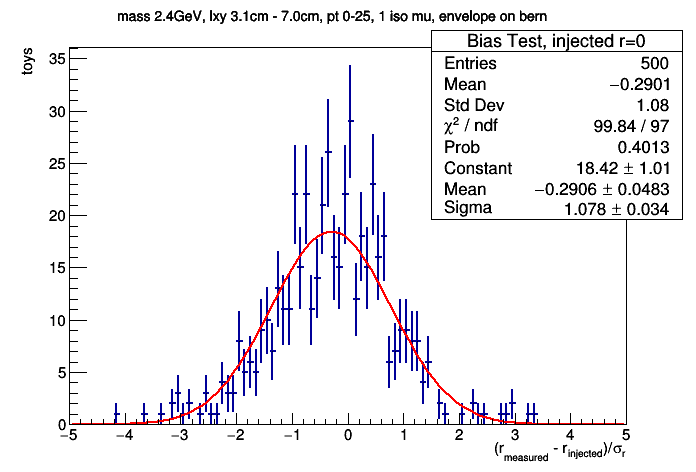 mass 2.4GeV, lxy 3.1cm - 7.0cm, pt 0-25, 1 iso mu, envelope on bern
Bias Test, injected r=0
Entries 500
Mean −0.2901
Std Dev 1.08
χ² / ndf 99.84 / 97
Prob 0.4013
Constant 18.42 ± 1.01
Mean −0.2906 ± 0.0483
Sigma 1.078 ± 0.034
toys
35
30
25
20
15
10
5
0
−5 −4 −3 −2 −1 0 1 2 3 4 5
(r_measured - r_injected)/σ_r